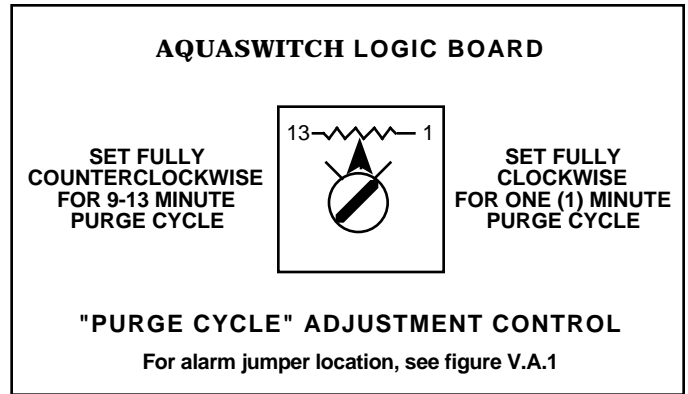 AQUASWITCH LOGIC BOARD
13 1
SET FULLY
COUNTERCLOCKWISE
FOR 9-13 MINUTE
PURGE CYCLE
SET FULLY
CLOCKWISE
FOR ONE (1) MINUTE
PURGE CYCLE
"PURGE CYCLE" ADJUSTMENT CONTROL
For alarm jumper location, see figure V.A.1